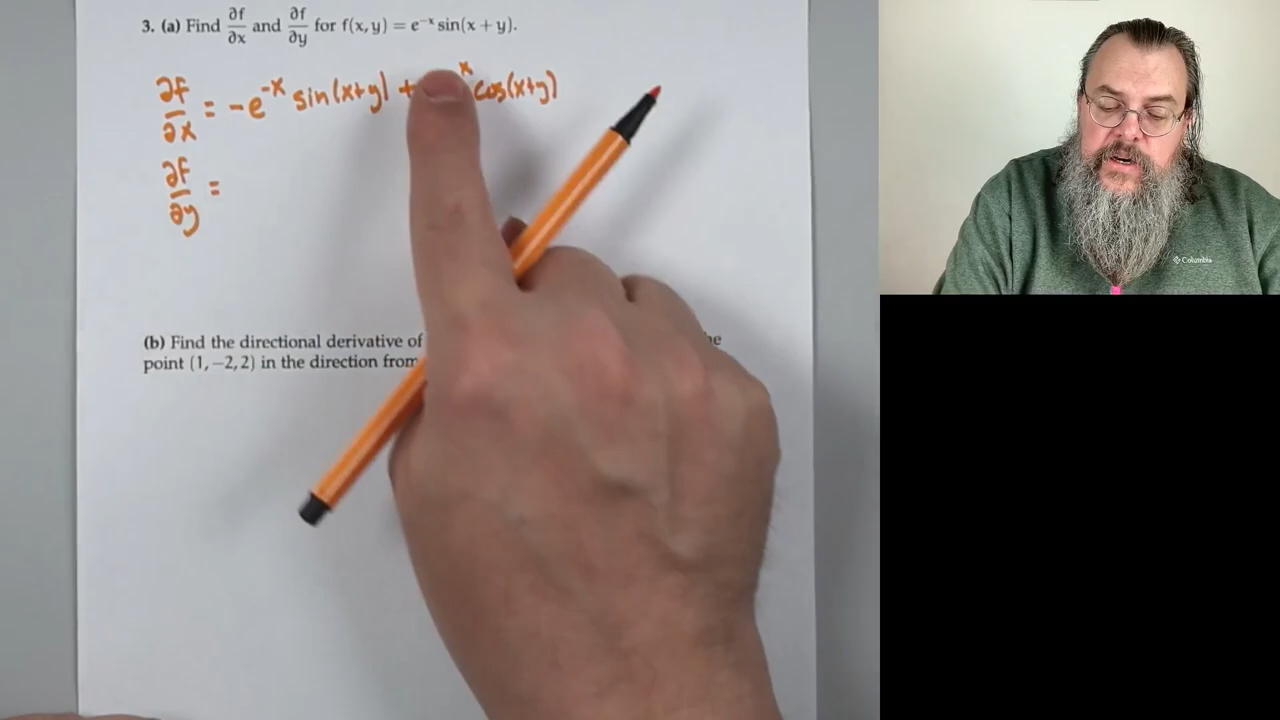 3. (a) Find ∂f/∂x and ∂f/∂y for f(x, y) = e⁻ˣ sin(x + y).
∂f/∂x = -e⁻ˣ sin(x+y) + x cos(x+y)
∂f/∂y =
(b) Find the directional derivative of
point (1, −2, 2) in the direction from
Columbia